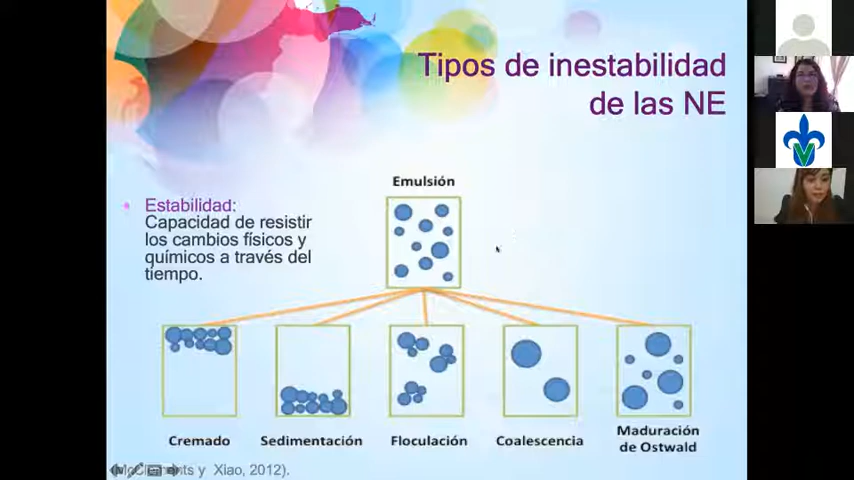 Tipos de inestabilidad
de las NE
Estabilidad:
Capacidad de resistir
los cambios físicos y
químicos a través del
tiempo.
Emulsión
Cremado
Sedimentación
Floculación
Coalescencia
Maduración
de Ostwald
y Xiao, 2012).